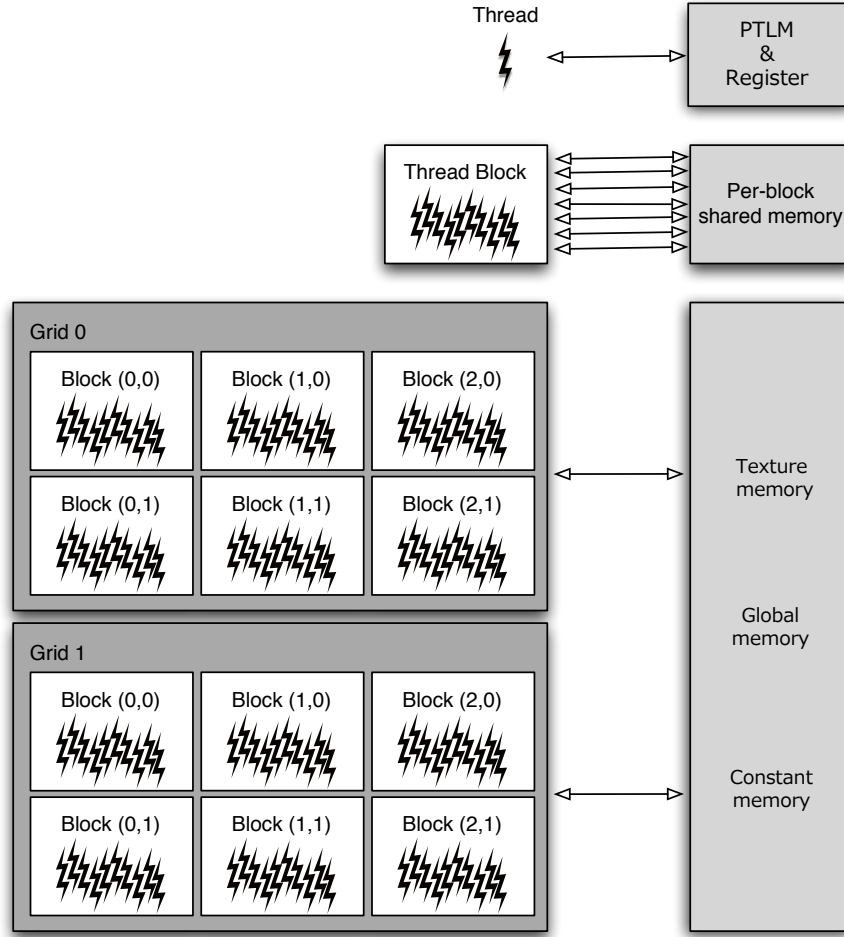 Thread
PTLM
&
Register
Thread Block
Per-block
shared memory
Grid 0
Block (0,0)
Block (1,0)
Block (2,0)
Block (0,1)
Block (1,1)
Block (2,1)
Texture
memory
Global
memory
Grid 1
Block (0,0)
Block (1,0)
Block (2,0)
Block (0,1)
Block (1,1)
Block (2,1)
Constant
memory